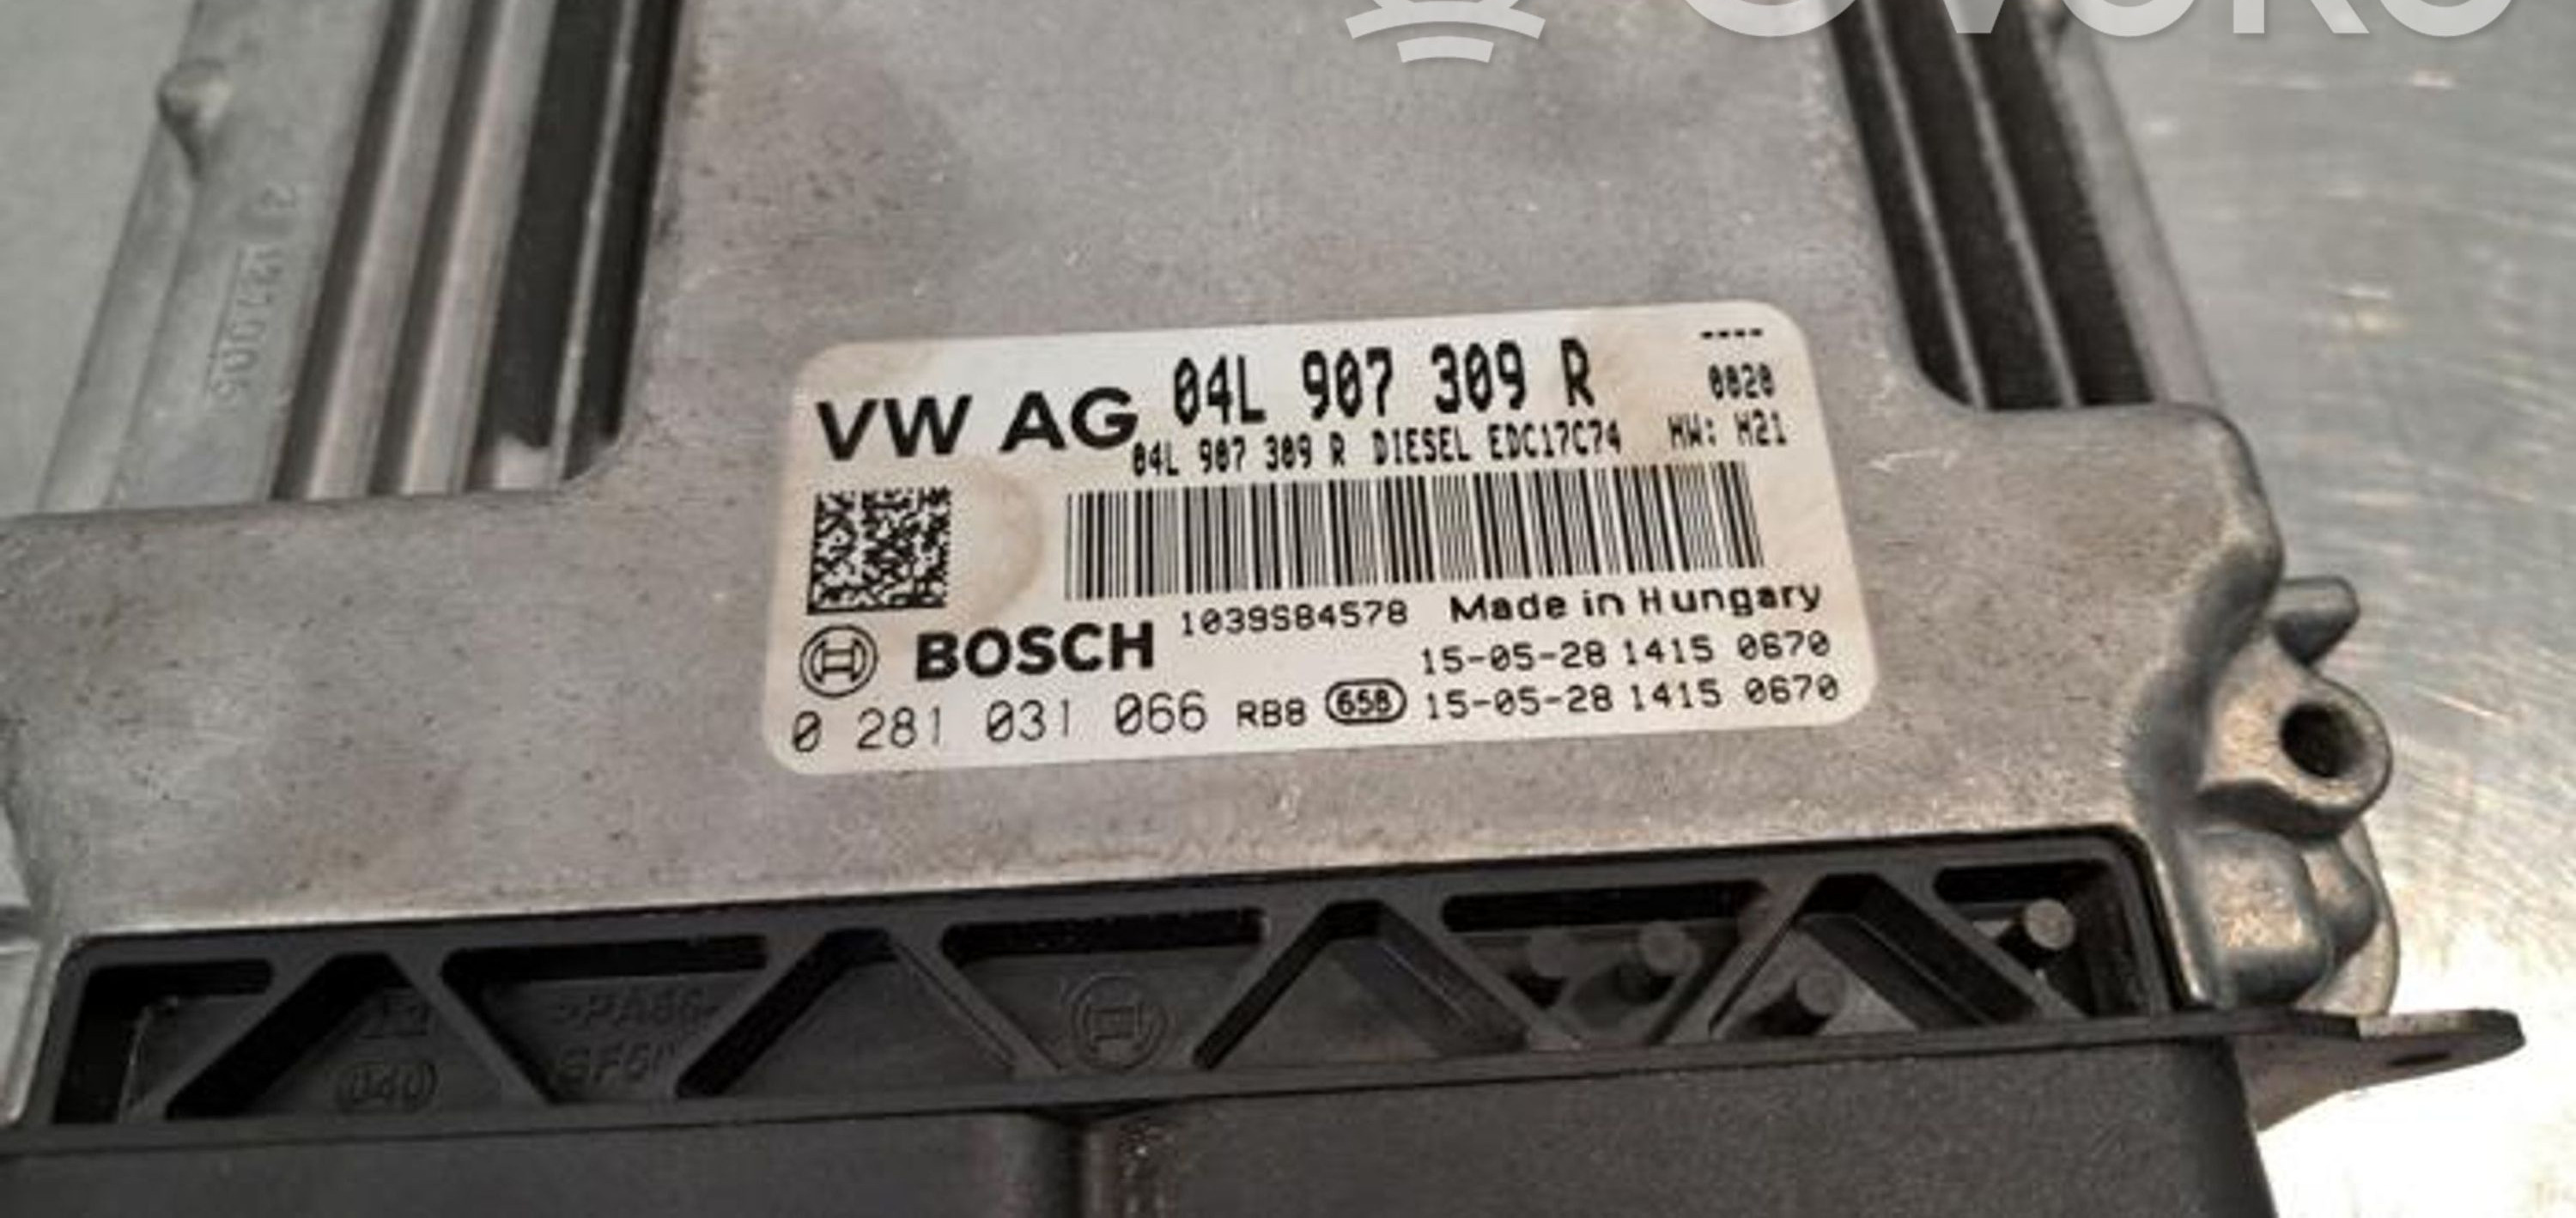 VW AG 04L 907 309 R
----
0020
04L 907 309 R DIESEL EDC17C74 HW: H21
1039S84578 Made in Hungary
BOSCH 15-05-28 1415 0670
0 281 031 066 RB8 658 15-05-28 1415 0670
040